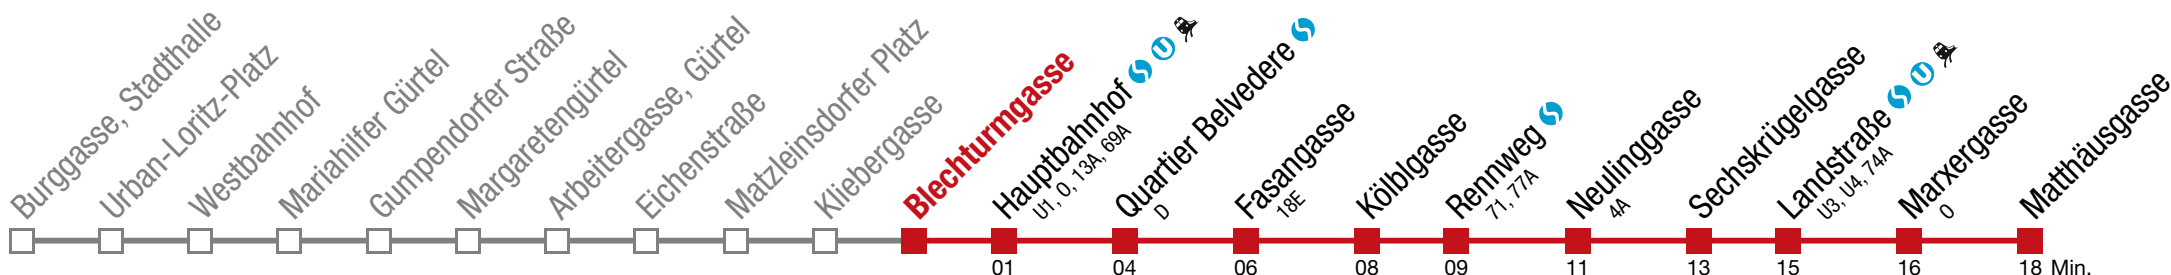 Burggasse, Stadthalle
Urban-Loritz-Platz
Westbahnhof
Mariahilfer Gürtel
Gumpendorfer Straße
Margaretengürtel
Arbeitergasse, Gürtel
Eichenstraße
Matzleinsdorfer Platz
Kliebergasse
Blechturmgasse
Hauptbahnhof
U1, O, 13A, 69A
Quartier Belvedere
D
Fasangasse
18E
Kölblgasse
Rennweg
71, 77A
Neulinggasse
4A
Sechskrügelgasse
Landstraße
U3, U4, 74A
Marxergasse
O
Matthäusgasse
01 04 06 08 09 11 13 15 16 18 Min.